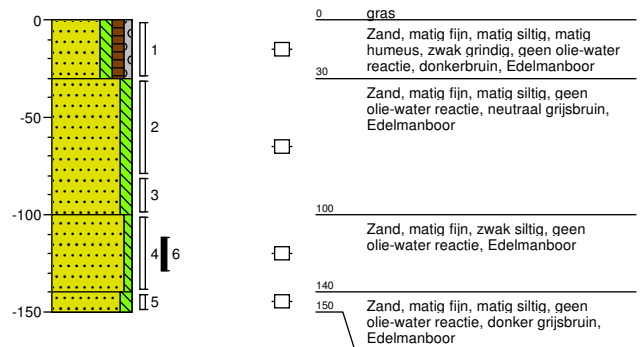 0
-50
-100
-150
1
2
3
4
6
5
0
gras
Zand, matig fijn, matig siltig, matig
humeus, zwak grindig, geen olie-water
reactie, donkerbruin, Edelmanboor
30
Zand, matig fijn, matig siltig, geen
olie-water reactie, neutraal grijsbruin,
Edelmanboor
100
Zand, matig fijn, zwak siltig, geen
olie-water reactie, Edelmanboor
140
Zand, matig fijn, matig siltig, geen
150
olie-water reactie, donker grijsbruin,
Edelmanboor